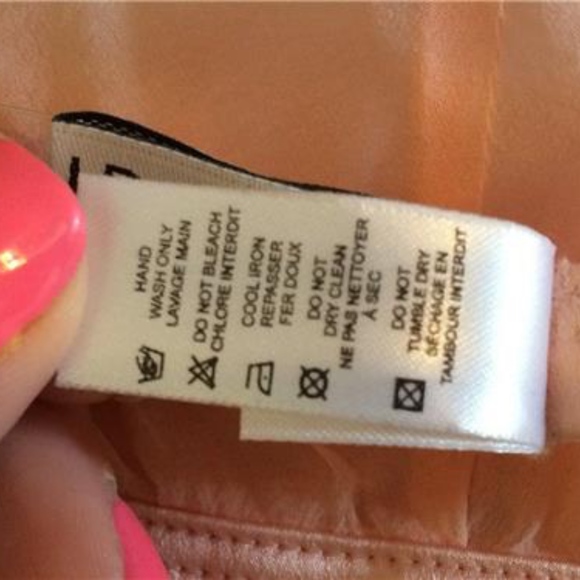 HAND
WASH ONLY
LAVAGE MAIN
DO NOT BLEACH
CHLORE INTERDIT
COOL IRON
REPASSER
FER DOUX
DO NOT
DRY CLEAN
NE PAS NETTOYER
À SEC
DO NOT
TUMBLE DRY
SÉCHAGE EN
TAMBOUR INTERDIT